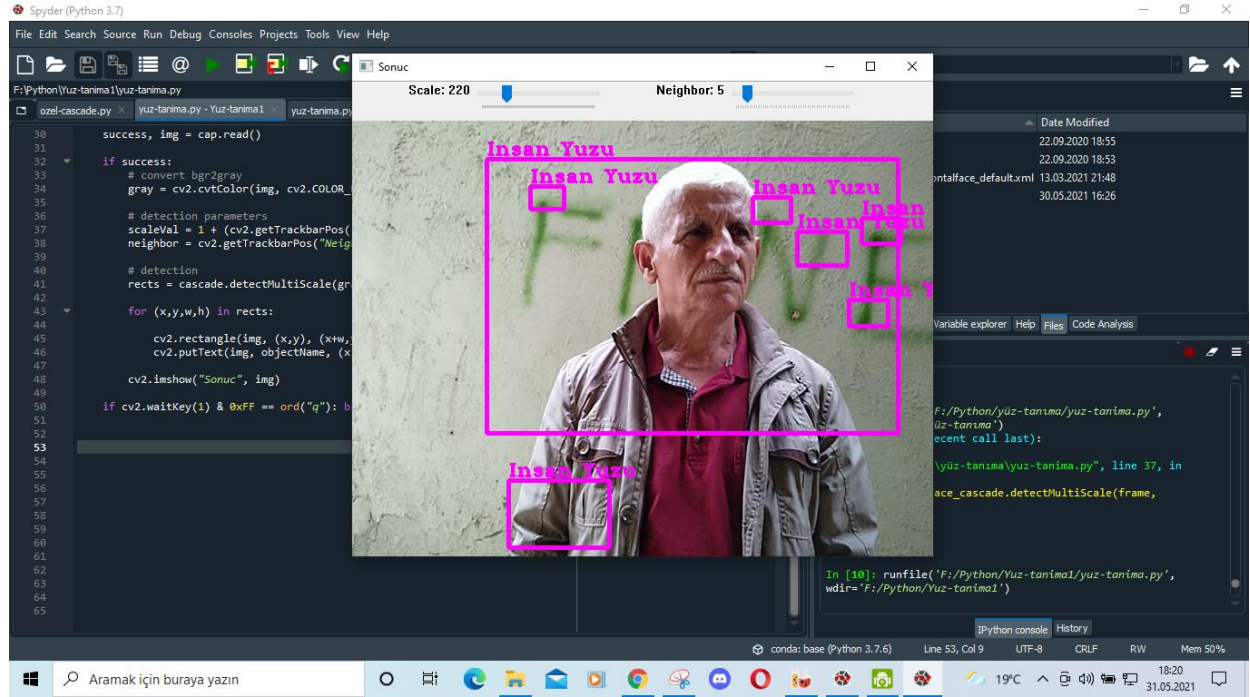 Spyder (Python 3.7)
File Edit Search Source Run Debug Consoles Projects Tools View Help
F:\Python\Yuz-tanima1\yuz-tanima.py
ozel-cascade.py
yuz-tanima.py - Yuz-tanima1
yuz-tanima.py
30 success, img = cap.read()
31
32 if success:
33 # convert bgr2gray
34 gray = cv2.cvtColor(img, cv2.COLOR_
35
36 # detection parameters
37 scaleVal = 1 + (cv2.getTrackbarPos(
38 neighbor = cv2.getTrackbarPos("Neig
39
40 # detection
41 rects = cascade.detectMultiScale(gr
42
43 for (x,y,w,h) in rects:
44
45 cv2.rectangle(img, (x,y), (x+w,
46 cv2.putText(img, objectName, (x
47
48 cv2.imshow("Sonuc", img)
49
50 if cv2.waitKey(1) & 0xFF == ord("q"): b
51
52
53
54
55
56
57
58
59
60
61
62
63
64
65
Sonuc
Scale: 220
Neighbor: 5
Insan Yuzu
Insan Yuzu
Insan Yuzu
Insan
Insan Yuzu
Insan Y
Insan Yuzu
Date Modified
22.09.2020 18:55
22.09.2020 18:53
ontalface_default.xml 13.03.2021 21:48
30.05.2021 16:26
Variable explorer Help Files Code Analysis
F:/Python/yüz-tanıma/yuz-tanima.py',
üz-tanıma')
ecent call last):
\yüz-tanıma\yuz-tanima.py", line 37, in
ace_cascade.detectMultiScale(frame,
In [10]: runfile('F:/Python/Yuz-tanima1/yuz-tanima.py',
wdir='F:/Python/Yuz-tanima1')
IPython console History
conda: base (Python 3.7.6) Line 53, Col 9 UTF-8 CRLF RW Mem 50%
Aramak için buraya yazın
19°C
18:20
31.05.2021